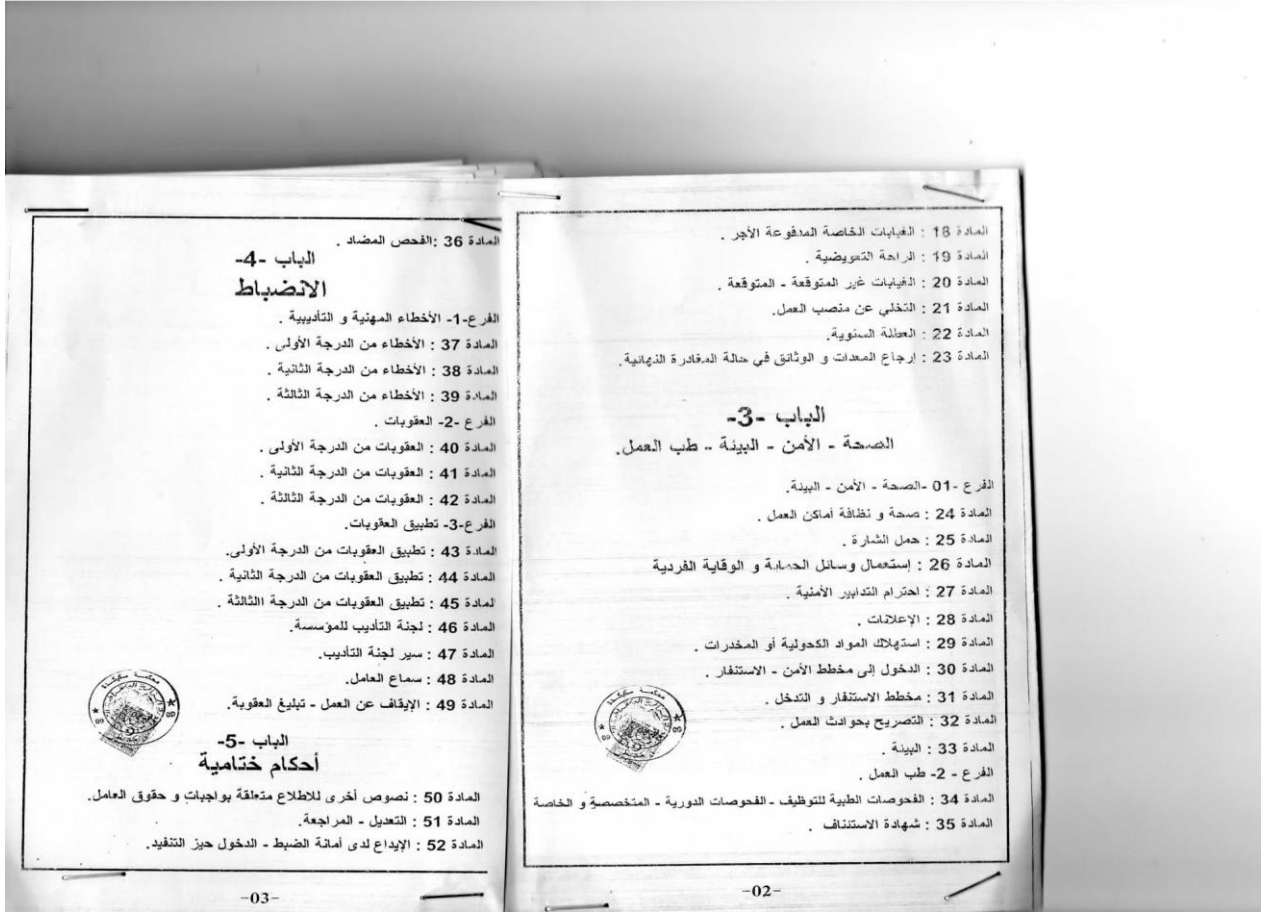 المادة 18 : الغيابات الخاصة المدفوعة الأجر .
المادة 19 : الراحة التعويضية .
المادة 20 : الغيابات غير المتوقعة - المتوقعة .
المادة 21 : التخلي عن منصب العمل.
المادة 22 : العطلة السنوية.
المادة 23 : إرجاع المعدات و الوثائق في حالة المغادرة النهائية.
الباب -3-
الصحة - الأمن - البيئة - طب العمل.
الفرع -01 -الصحة - الأمن - البيئة.
المادة 24 : صحة و نظافة أماكن العمل .
المادة 25 : حمل الشارة .
المادة 26 : إستعمال وسائل الحماية و الوقاية الفردية
المادة 27 : احترام التدابير الأمنية .
المادة 28 : الإعلانات .
المادة 29 : استهلاك المواد الكحولية أو المخدرات .
المادة 30 : الدخول إلى مخطط الأمن - الاستنفار .
المادة 31 : مخطط الاستنفار و التدخل .
المادة 32 : التصريح بحوادث العمل .
المادة 33 : البيئة .
الفرع - 2- طب العمل .
المادة 34 : الفحوصات الطبية للتوظيف -الفحوصات الدورية - المتخصصة و الخاصة
المادة 35 : شهادة الاستئناف .
-02-
المادة 36 :الفحص المضاد .
الباب -4-
الانضباط
الفرع-1- الأخطاء المهنية و التأديبية .
المادة 37 : الأخطاء من الدرجة الأولى .
المادة 38 : الأخطاء من الدرجة الثانية .
المادة 39 : الأخطاء من الدرجة الثالثة .
الفرع -2- العقوبات .
المادة 40 : العقوبات من الدرجة الأولى .
المادة 41 : العقوبات من الدرجة الثانية .
المادة 42 : العقوبات من الدرجة الثالثة .
الفرع-3- تطبيق العقوبات.
المادة 43 : تطبيق العقوبات من الدرجة الأولى.
المادة 44 : تطبيق العقوبات من الدرجة الثانية .
لمادة 45 : تطبيق العقوبات من الدرجة االثالثة .
المادة 46 : لجنة التأديب للمؤسسة.
المادة 47 : سير لجنة التأديب.
المادة 48 : سماع العامل.
المادة 49 : الإيقاف عن العمل - تبليغ العقوبة.
الباب -5-
أحكام ختامية
المادة 50 : نصوص أخرى للاطلاع متعلقة بواجبات و حقوق العامل.
المادة 51 : التعديل - المراجعة.
المادة 52 : الإيداع لدى أمانة الضبط - الدخول حيز التنفيد.
-03-